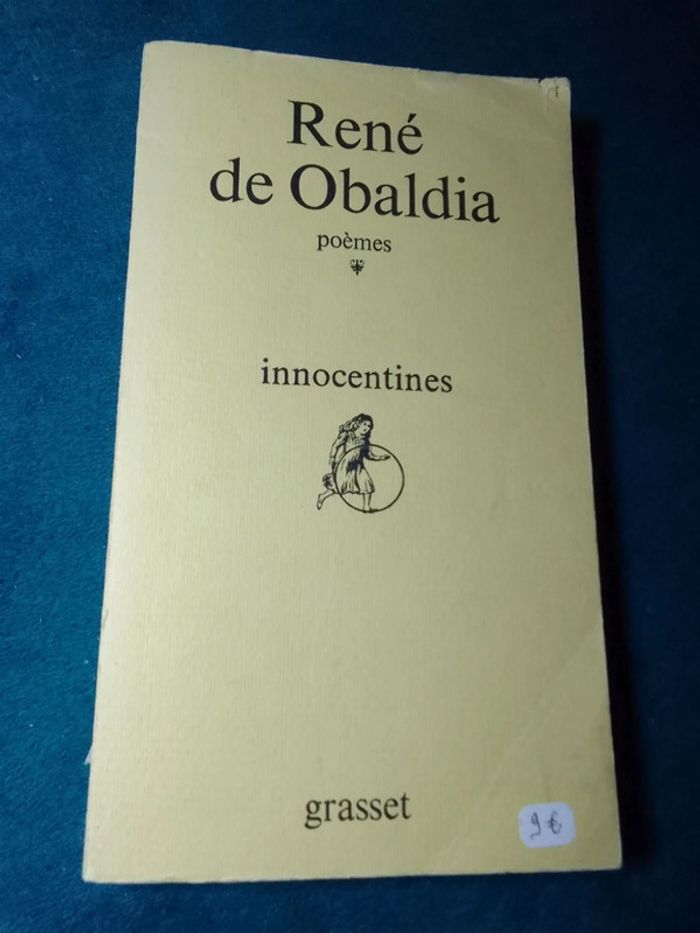 René
de Obaldia
poèmes
innocentines
grasset
9 €